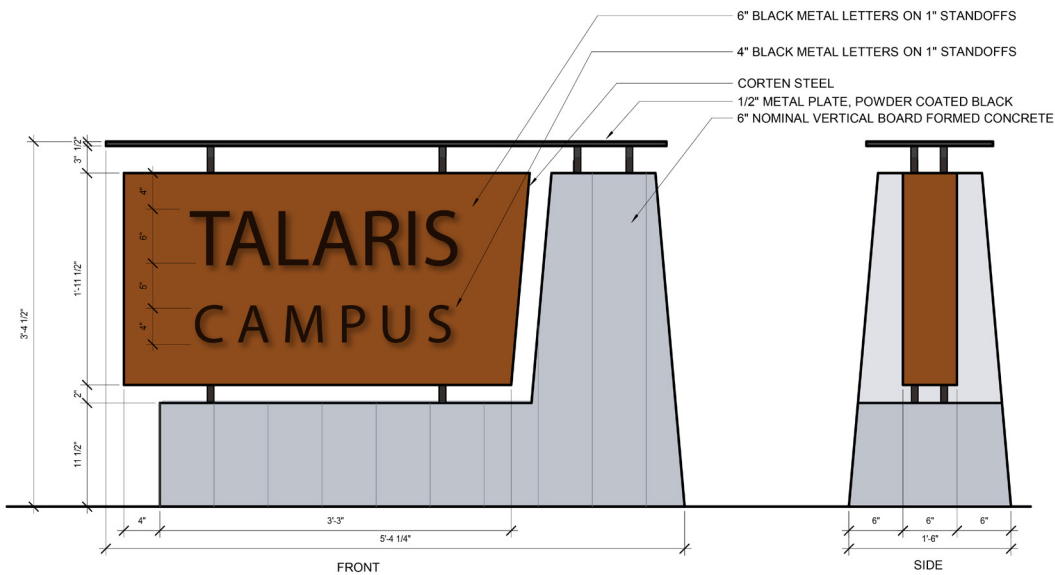 6" BLACK METAL LETTERS ON 1" STANDOFFS
4" BLACK METAL LETTERS ON 1" STANDOFFS
CORTEN STEEL
1/2" METAL PLATE, POWDER COATED BLACK
6" NOMINAL VERTICAL BOARD FORMED CONCRETE
1/2"
3"
4"
TALARIS
6"
1'-11 1/2"
5"
3'-4 1/2"
CAMPUS
4"
2"
11 1/2"
4"
3'-3"
5'-4 1/4"
FRONT
6"
6"
6"
1'-6"
SIDE